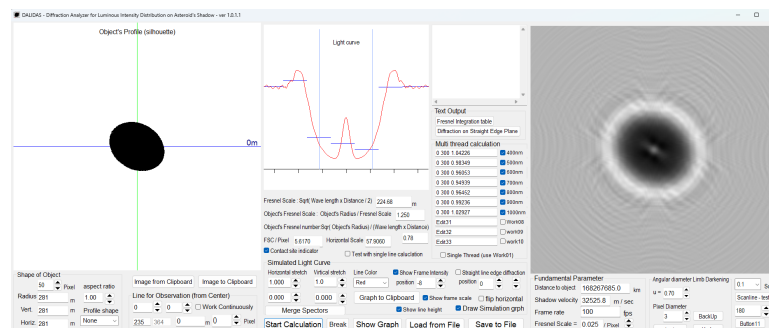 DALIDAS - Diffraction Analyzer for Luminous Intensity Distribution on Asteroid's Shadow - ver 1.0.1.1
Object's Profile (silhouette)
0m
Light curve
Text Output
Fresnel Integration table
Diffraction on Straight Edge Plane
Multi thread calculation
0 300 1.04226 400nm
0 300 0.98349 500nm
0 300 0.96053 600nm
0 300 0.94939 700nm
0 300 0.96452 800nm
0 300 0.99236 900nm
0 300 1.02927 1000nm
Edit31 Work08
Edit32 work09
Edit33 work10
Single Thread (use Work01)
Fresnel Scale : Sqrt( Wave length x Distance / 2) 224.68 m
Object's Fresnel Scale : Object's Radius / Fresnel Scale 1.250
Object's Fresnel number Sqr( Object's Radius) / (Wave length x Distance)
FSC / Pixel 5.6170 Horizontal Scale 57.9060 0.78
Contact site indicator Test with single line calaclation
Simulated Light Curve
Horizontal stretch Vertical stretch Line Color Show Frame Intensity Straight line edge diffraction
1.000 1.0 Red position -8 position 0
0.000 0.000 Graph to Clipboard Show frame scale flip horizontal
Merge Spectors Show line height Draw Simulation grph
Start Calculation Break Show Graph Load from File Save to File
Shape of Object
50 Pixel aspect ratio
Radius 281 m 1.00
Vert. 281 m Profile shape
Horiz. 281 m None
Image from Clipboard Image to Clipboard
Line for Observation (from Center)
0 0 Work Continuously
235 304 0 m 0 Pixel
Fundamental Parameter
Distance to object 168267685.0 km
Shadow velocity 32525.8 m / sec
Frame rate 100 fps
Fresnel Scale = 0.025 / Pixel
Angular diameter Limb Darkening
u = 0.70 0.1
Pixel Diameter Scanline - test
3 BackUp 180
Button11